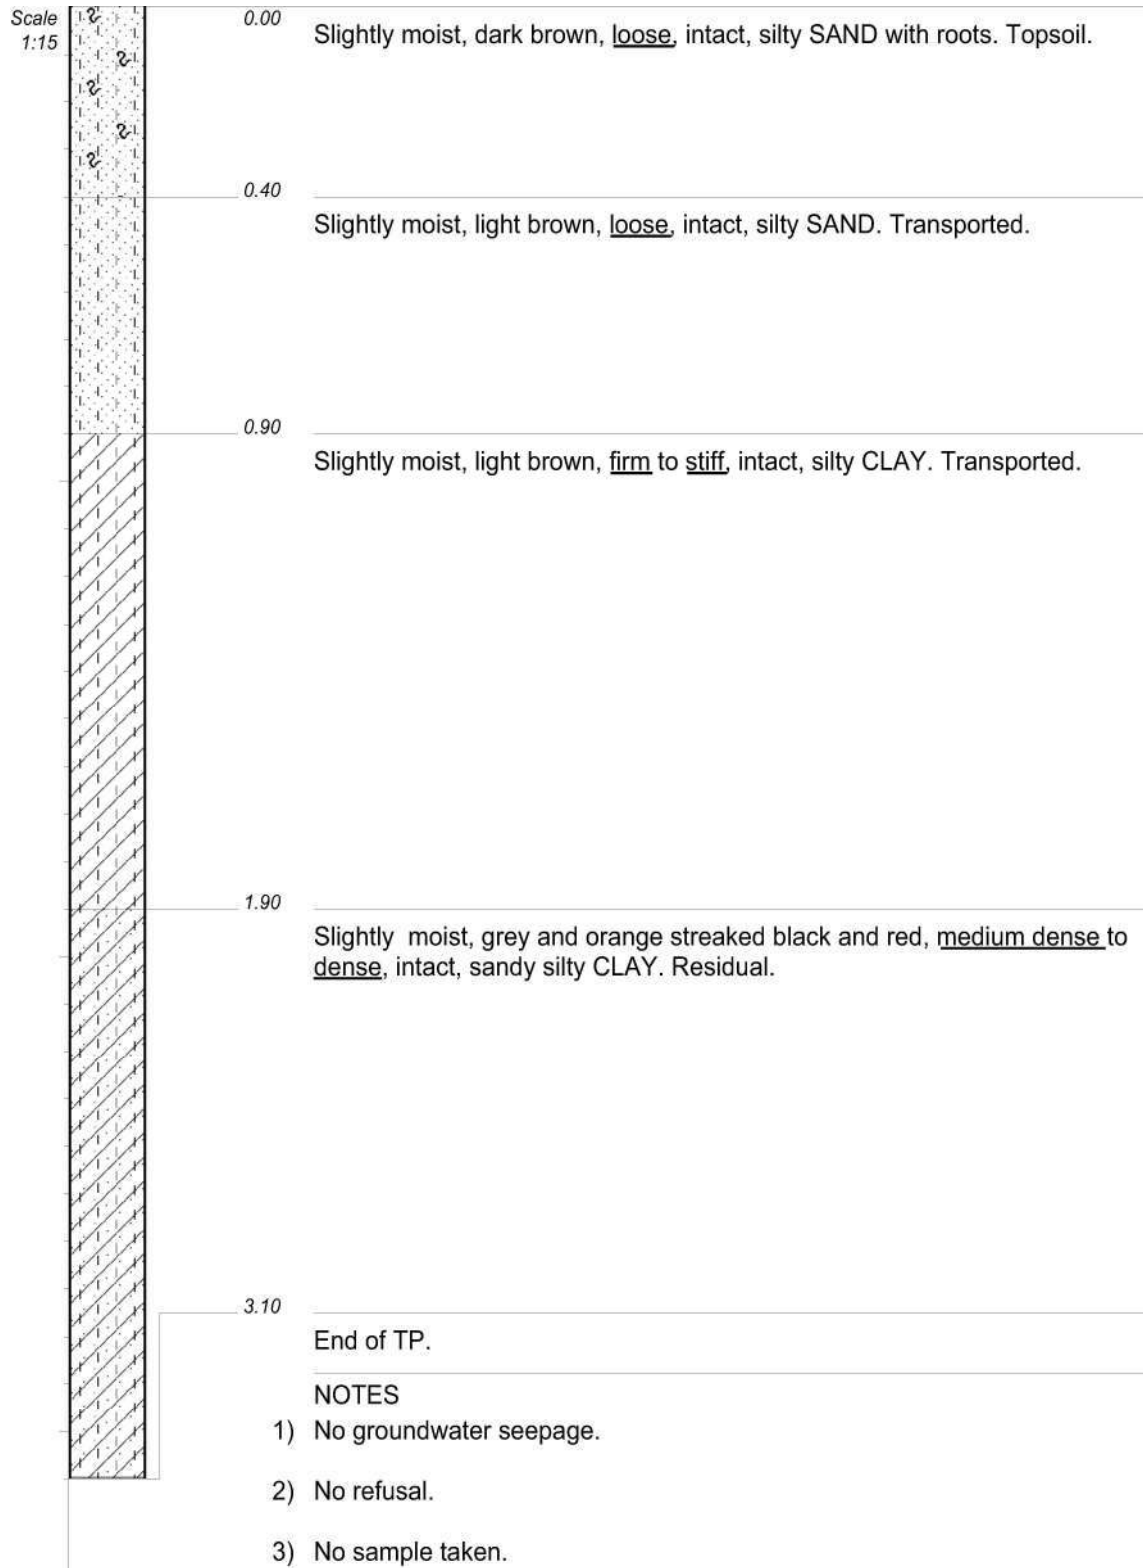 Scale
1:15
0.00
Slightly moist, dark brown, loose, intact, silty SAND with roots. Topsoil.
0.40
Slightly moist, light brown, loose, intact, silty SAND. Transported.
0.90
Slightly moist, light brown, firm to stiff, intact, silty CLAY. Transported.
1.90
Slightly  moist, grey and orange streaked black and red, medium dense to
dense, intact, sandy silty CLAY. Residual.
3.10
End of TP.
NOTES
1) No groundwater seepage.
2) No refusal.
3) No sample taken.